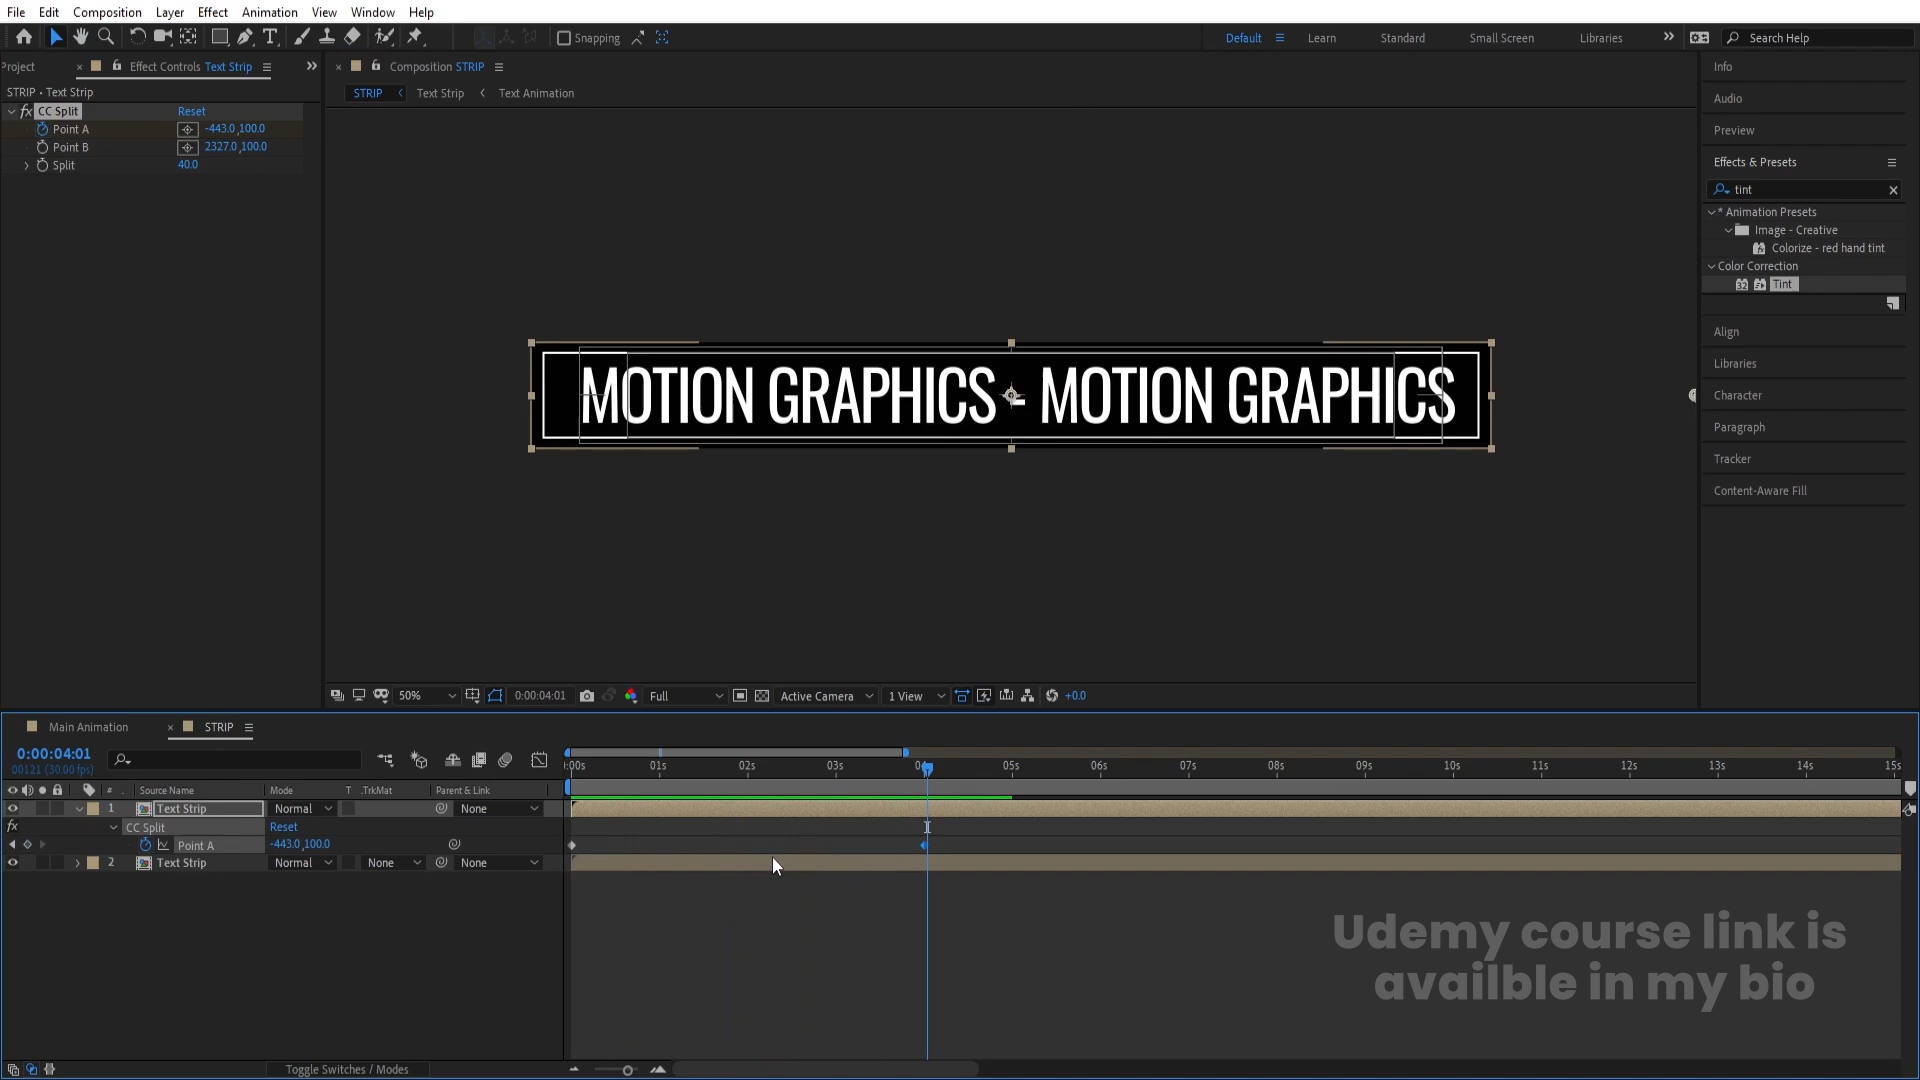 File Edit Composition Layer Effect Animation View Window Help
Snapping
Default Learn Standard Small Screen Libraries Search Help
Project Effect Controls Text Strip
Composition STRIP
STRIP • Text Strip
STRIP Text Strip Text Animation
fx CC Split Reset
Point A -443.0,100.0
Point B 2327.0,100.0
Split 40.0
Info
Audio
Preview
Effects & Presets
tint
* Animation Presets
Image - Creative
Colorize - red hand tint
Color Correction
32 Tint
Align
Libraries
Character
Paragraph
Tracker
Content-Aware Fill
MOTION GRAPHICS - MOTION GRAPHICS
50% 0:00:04:01 Full Active Camera 1 View +0.0
Main Animation STRIP
0:00:04:01
00121 (30.00 fps)
:00s 01s 02s 03s 05s 06s 07s 08s 09s 10s 11s 12s 13s 14s 15s
# Source Name Mode T .TrkMat Parent & Link
1 Text Strip Normal None
fx CC Split Reset
Point A -443.0,100.0
2 Text Strip Normal None None
Udemy course link is
availble in my bio
Toggle Switches / Modes